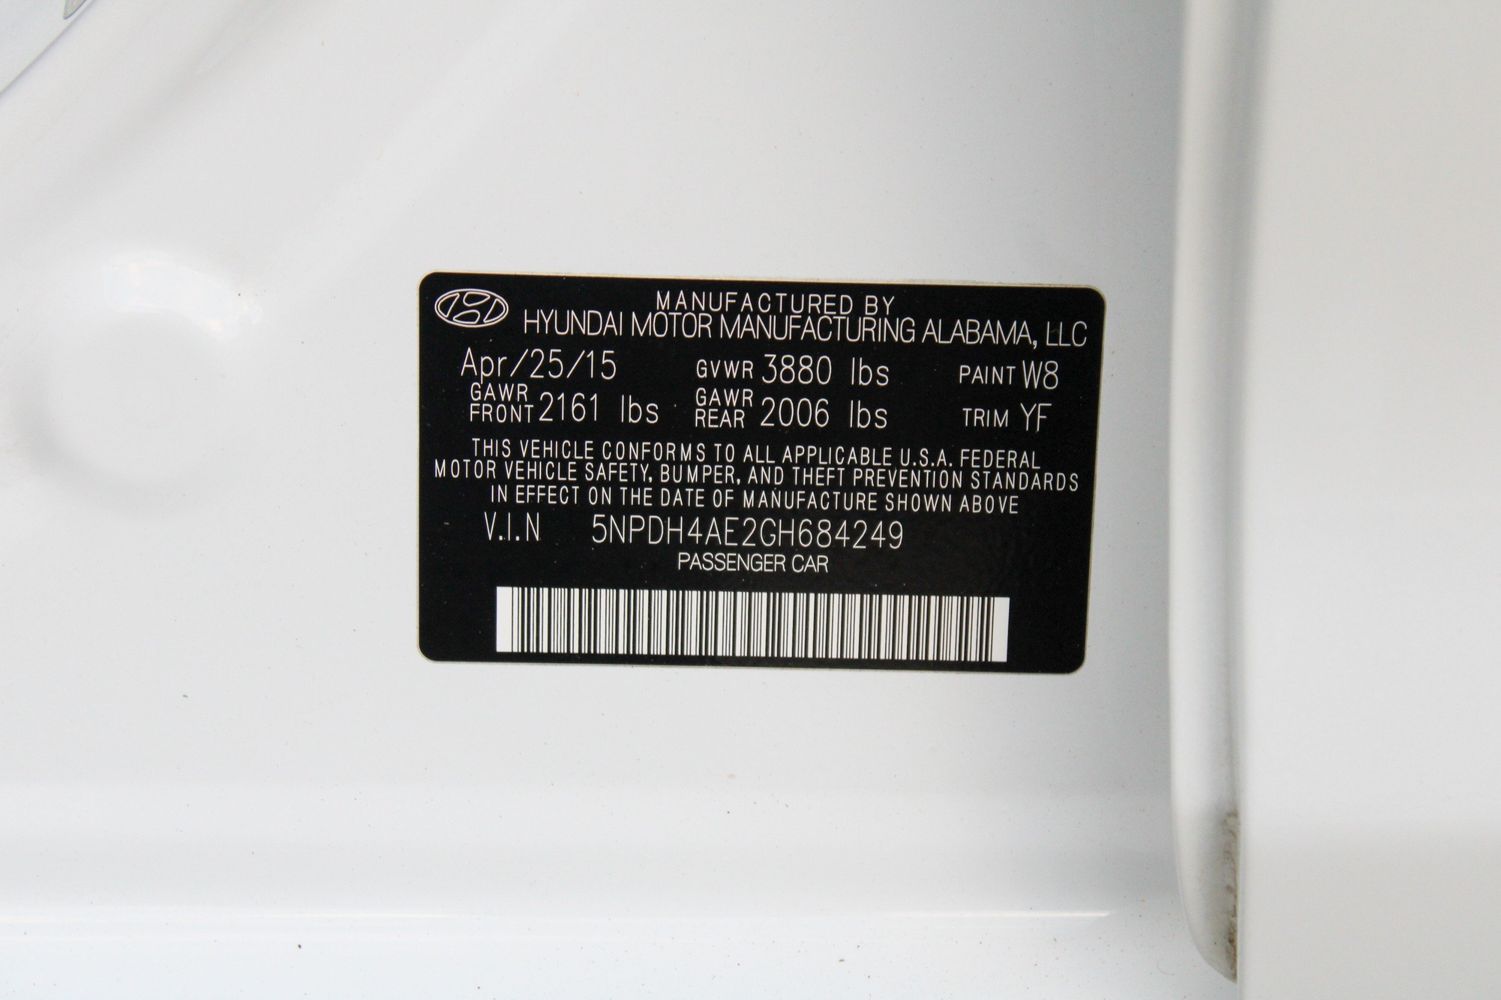 MANUFACTURED BY
HYUNDAI MOTOR MANUFACTURING ALABAMA, LLC
Apr/25/15 GVWR 3880 lbs PAINT W8
GAWR FRONT 2161 lbs GAWR REAR 2006 lbs TRIM YF
THIS VEHICLE CONFORMS TO ALL APPLICABLE U.S.A. FEDERAL
MOTOR VEHICLE SAFETY, BUMPER, AND THEFT PREVENTION STANDARDS
IN EFFECT ON THE DATE OF MANUFACTURE SHOWN ABOVE
V.I.N 5NPDH4AE2GH684249
PASSENGER CAR